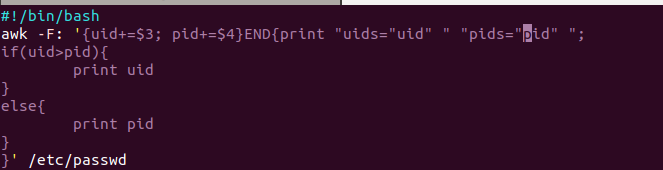 #!/bin/bash
awk -F: '{uid+=$3; pid+=$4}END{print "uids="uid" " "pids="pid" ";
if(uid>pid){
        print uid
}
else{
        print pid
}
}' /etc/passwd